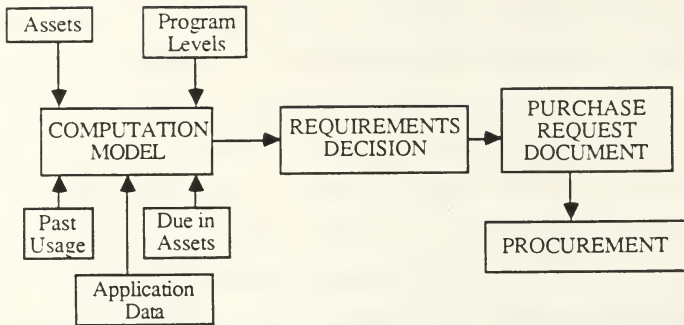 Assets
Program
Levels
COMPUTATION
MODEL
REQUIREMENTS
DECISION
PURCHASE
REQUEST
DOCUMENT
Past
Usage
Due in
Assets
Application
Data
PROCUREMENT